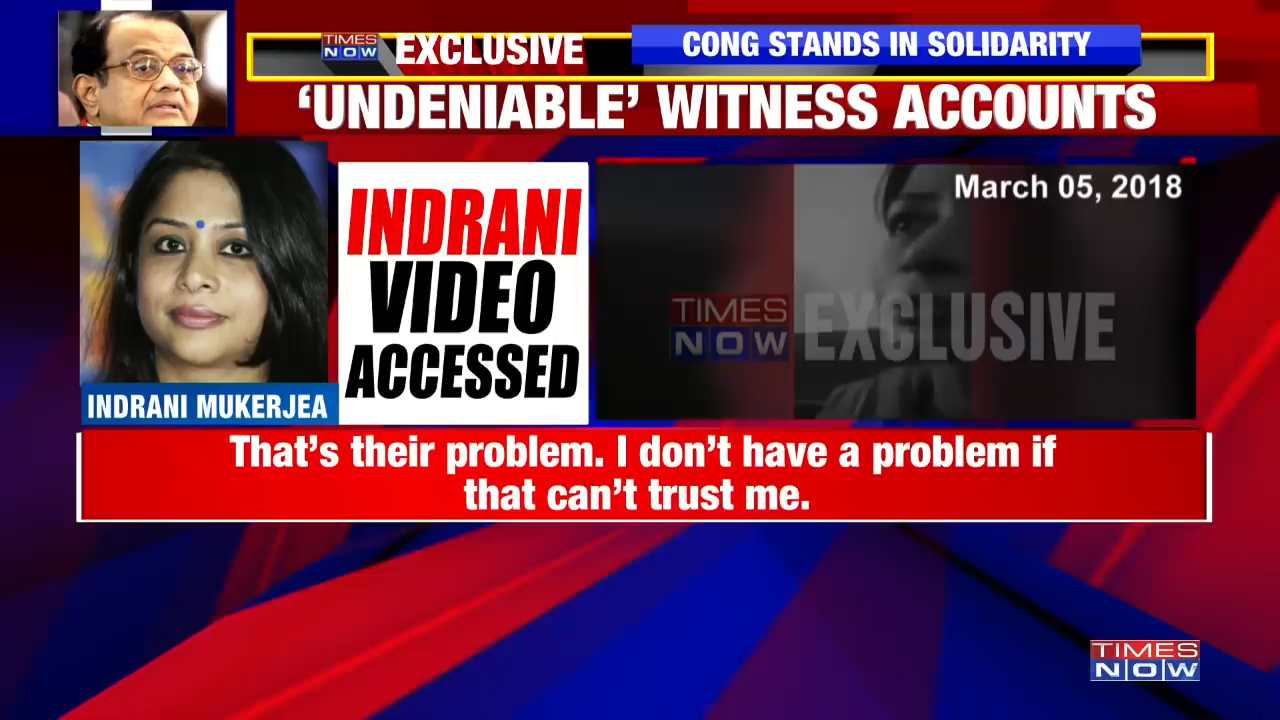 TIMES NOW EXCLUSIVE
CONG STANDS IN SOLIDARITY
‘UNDENIABLE’ WITNESS ACCOUNTS
INDRANI
VIDEO
ACCESSED
INDRANI MUKERJEA
March 05, 2018
TIMES
NOW
EXCLUSIVE
That’s their problem. I don’t have a problem if
that can’t trust me.
TIMES
NOW